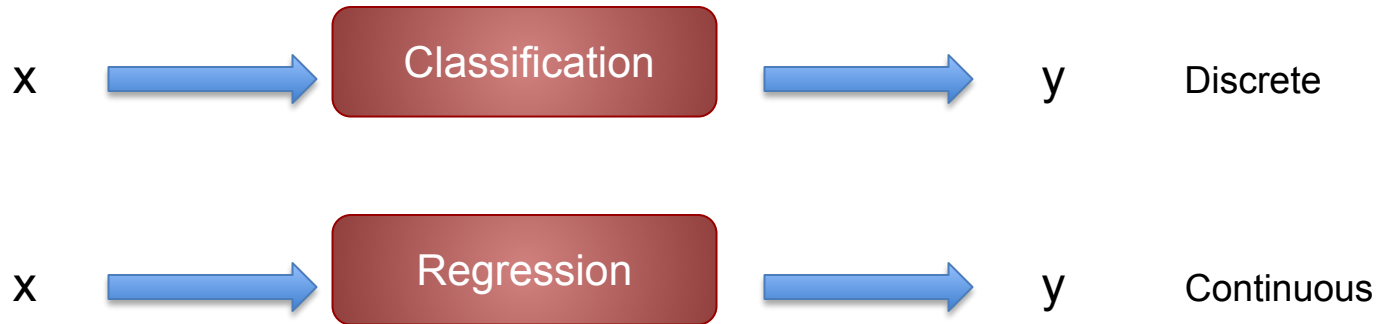 x Classification y Discrete
x Regression y Continuous